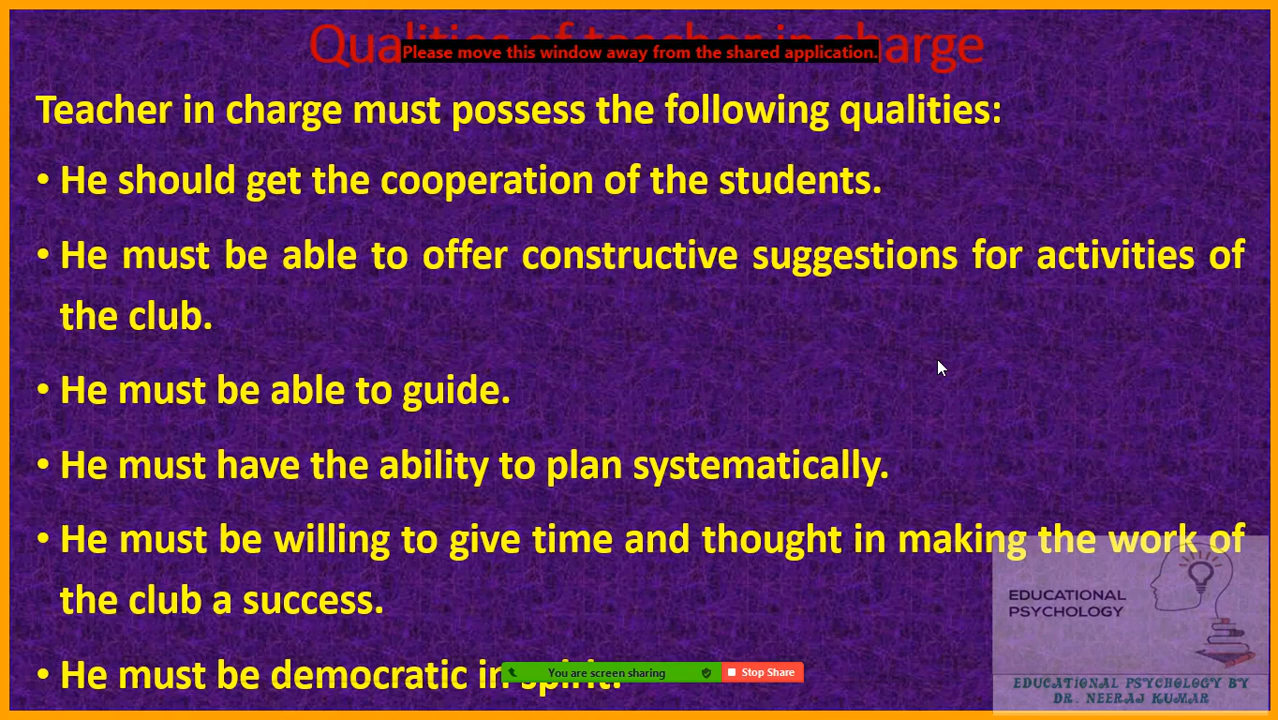 Qualities of teacher in charge
Please move this window away from the shared application.
Teacher in charge must possess the following qualities:
• He should get the cooperation of the students.
• He must be able to offer constructive suggestions for activities of
the club.
• He must be able to guide.
• He must have the ability to plan systematically.
• He must be willing to give time and thought in making the work of
the club a success.
• He must be democratic in spirit.
You are screen sharing
Stop Share
EDUCATIONAL
PSYCHOLOGY
EDUCATIONAL PSYCHOLOGY BY
DR. NEERAJ KUMAR